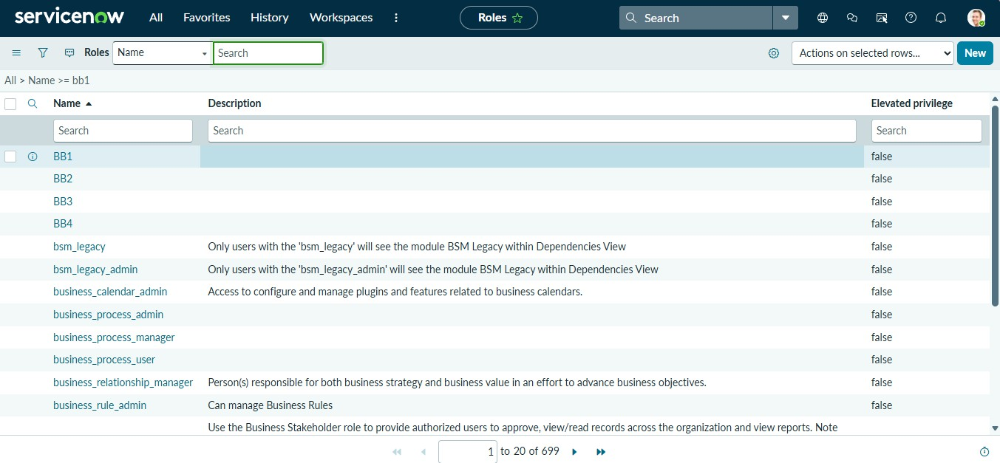 servicenow All Favorites History Workspaces Roles Search
Roles Name Search Actions on selected rows... New
All > Name >= bb1
Name Description Elevated privilege
Search Search Search
BB1 false
BB2 false
BB3 false
BB4 false
bsm_legacy Only users with the 'bsm_legacy' will see the module BSM Legacy within Dependencies View false
bsm_legacy_admin Only users with the 'bsm_legacy_admin' will see the module BSM Legacy within Dependencies View false
business_calendar_admin Access to configure and manage plugins and features related to business calendars. false
business_process_admin false
business_process_manager false
business_process_user false
business_relationship_manager Person(s) responsible for both business strategy and business value in an effort to advance business objectives. false
business_rule_admin Can manage Business Rules false
Use the Business Stakeholder role to provide authorized users to approve, view/read records across the organization and view reports. Note
1 to 20 of 699